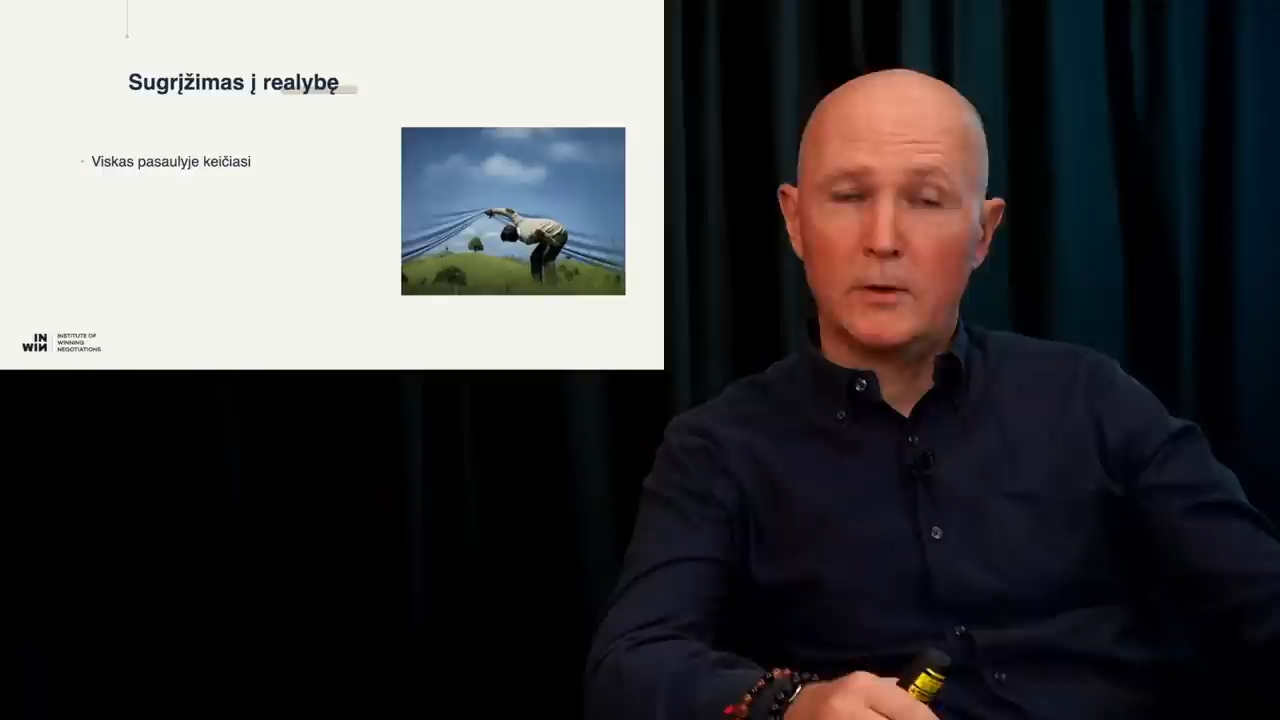 Sugrįžimas į realybę
Viskas pasaulyje keičiasi
IN
WIN
INSTITUTE OF
WINNING
NEGOTIATIONS